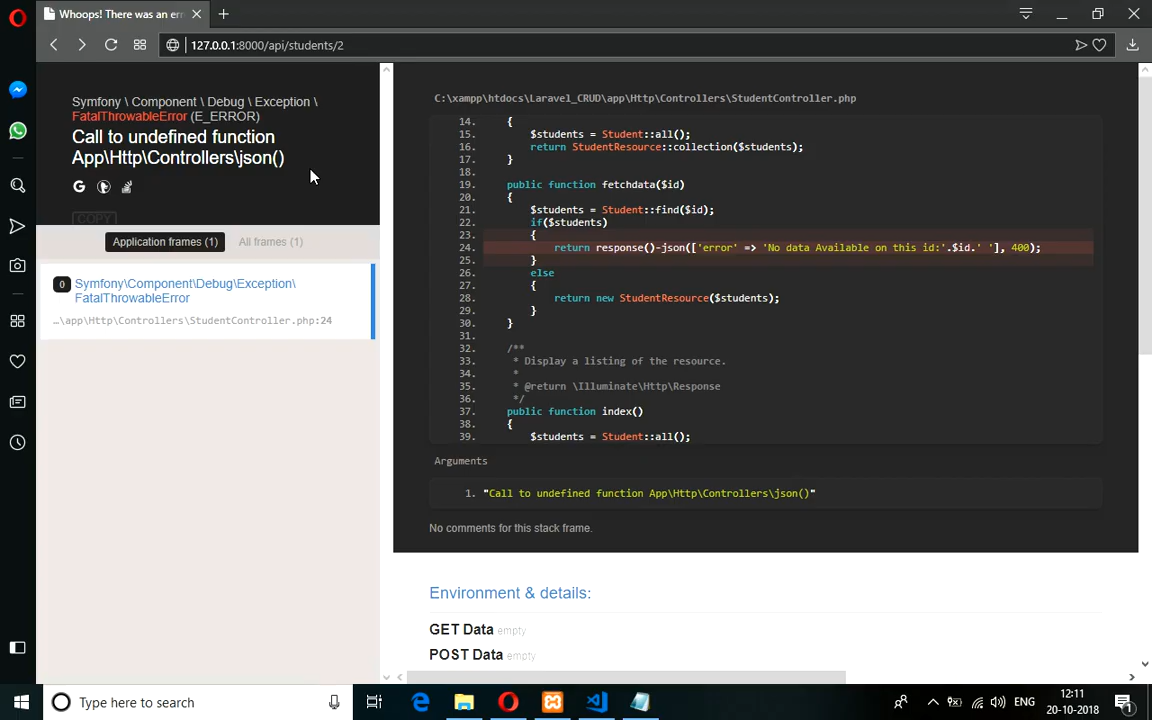 Whoops! There was an err
127.0.0.1:8000/api/students/2
Symfony \ Component \ Debug \ Exception \
FatalThrowableError (E_ERROR)
Call to undefined function
App\Http\Controllers\json()
COPY
Application frames (1)
All frames (1)
0
Symfony\Component\Debug\Exception\
FatalThrowableError
…\app\Http\Controllers\StudentController.php:24
C:\xampp\htdocs\Laravel_CRUD\app\Http\Controllers\StudentController.php
14. {
15. $students = Student::all();
16. return StudentResource::collection($students);
17. }
18.
19. public function fetchdata($id)
20. {
21. $students = Student::find($id);
22. if($students)
23. {
24. return response()-json(['error' => 'No data Available on this id:'.$id.' '], 400);
25. }
26. else
27. {
28. return new StudentResource($students);
29. }
30. }
31.
32. /**
33. * Display a listing of the resource.
34. *
35. * @return \Illuminate\Http\Response
36. */
37. public function index()
38. {
39. $students = Student::all();
Arguments
1. "Call to undefined function App\Http\Controllers\json()"
No comments for this stack frame.
Environment & details:
GET Data empty
POST Data empty
Type here to search
ENG
12:11
20-10-2018
1